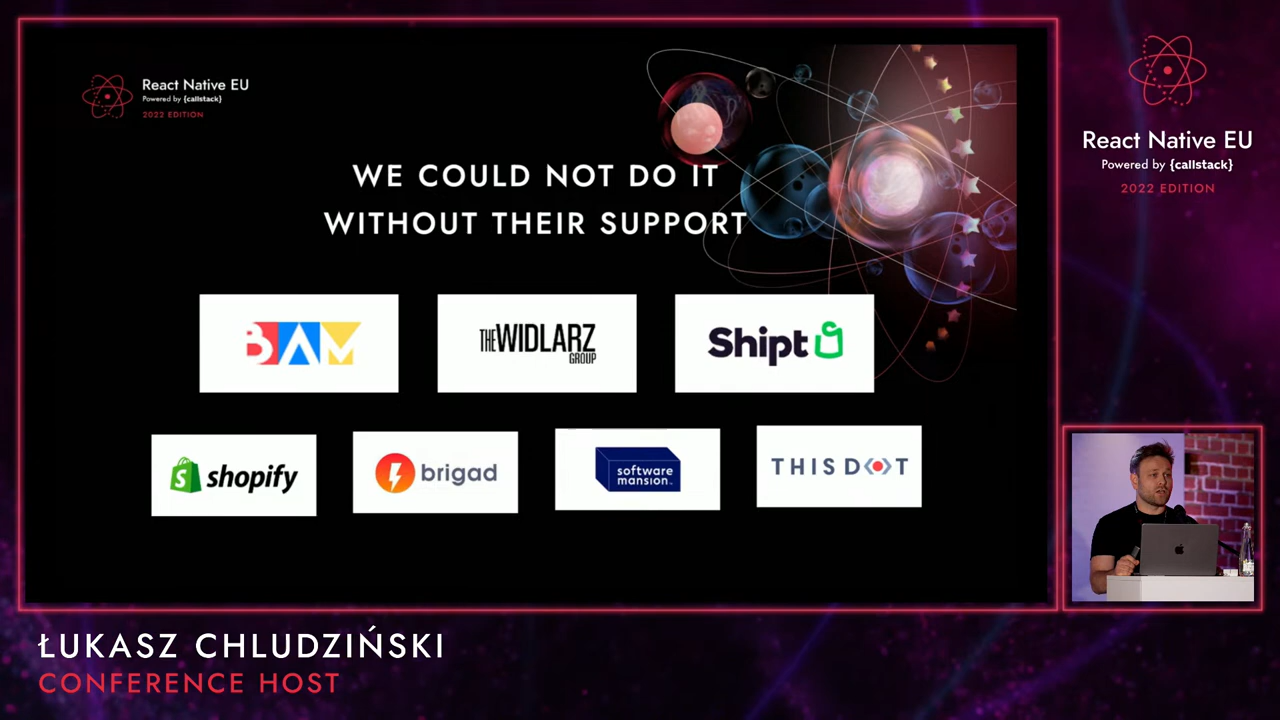 React Native EU
Powered by {callstack}
2022 EDITION
WE COULD NOT DO IT
WITHOUT THEIR SUPPORT
BAM
THE WIDLARZ
GROUP
Shipt
shopify
brigad
software
mansion
THIS DOT
React Native EU
Powered by {callstack}
2022 EDITION
ŁUKASZ CHLUDZIŃSKI
CONFERENCE HOST